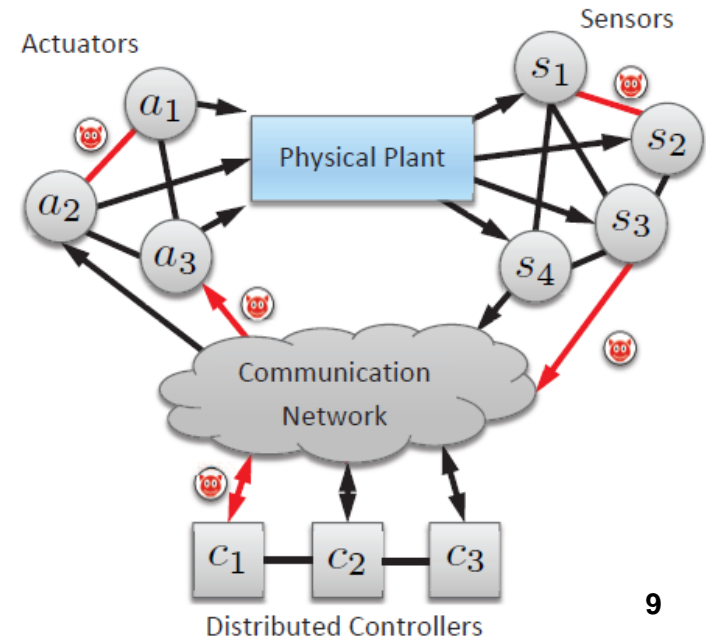 Sensors
Actuators
s1
a1
s2
Physical Plant
a2
s3
a3
s4
Communication
Network
c1
c2
c3
9
Distributed Controllers